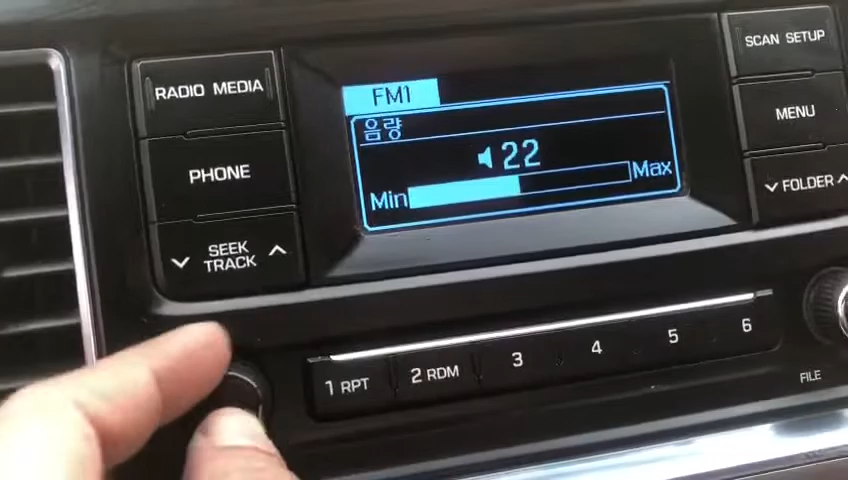 RADIO MEDIA
PHONE
SEEK
TRACK
FM1
음량
22
Min
Max
SCAN SETUP
MENU
FOLDER
1 RPT
2 RDM
3
4
5
6
FILE